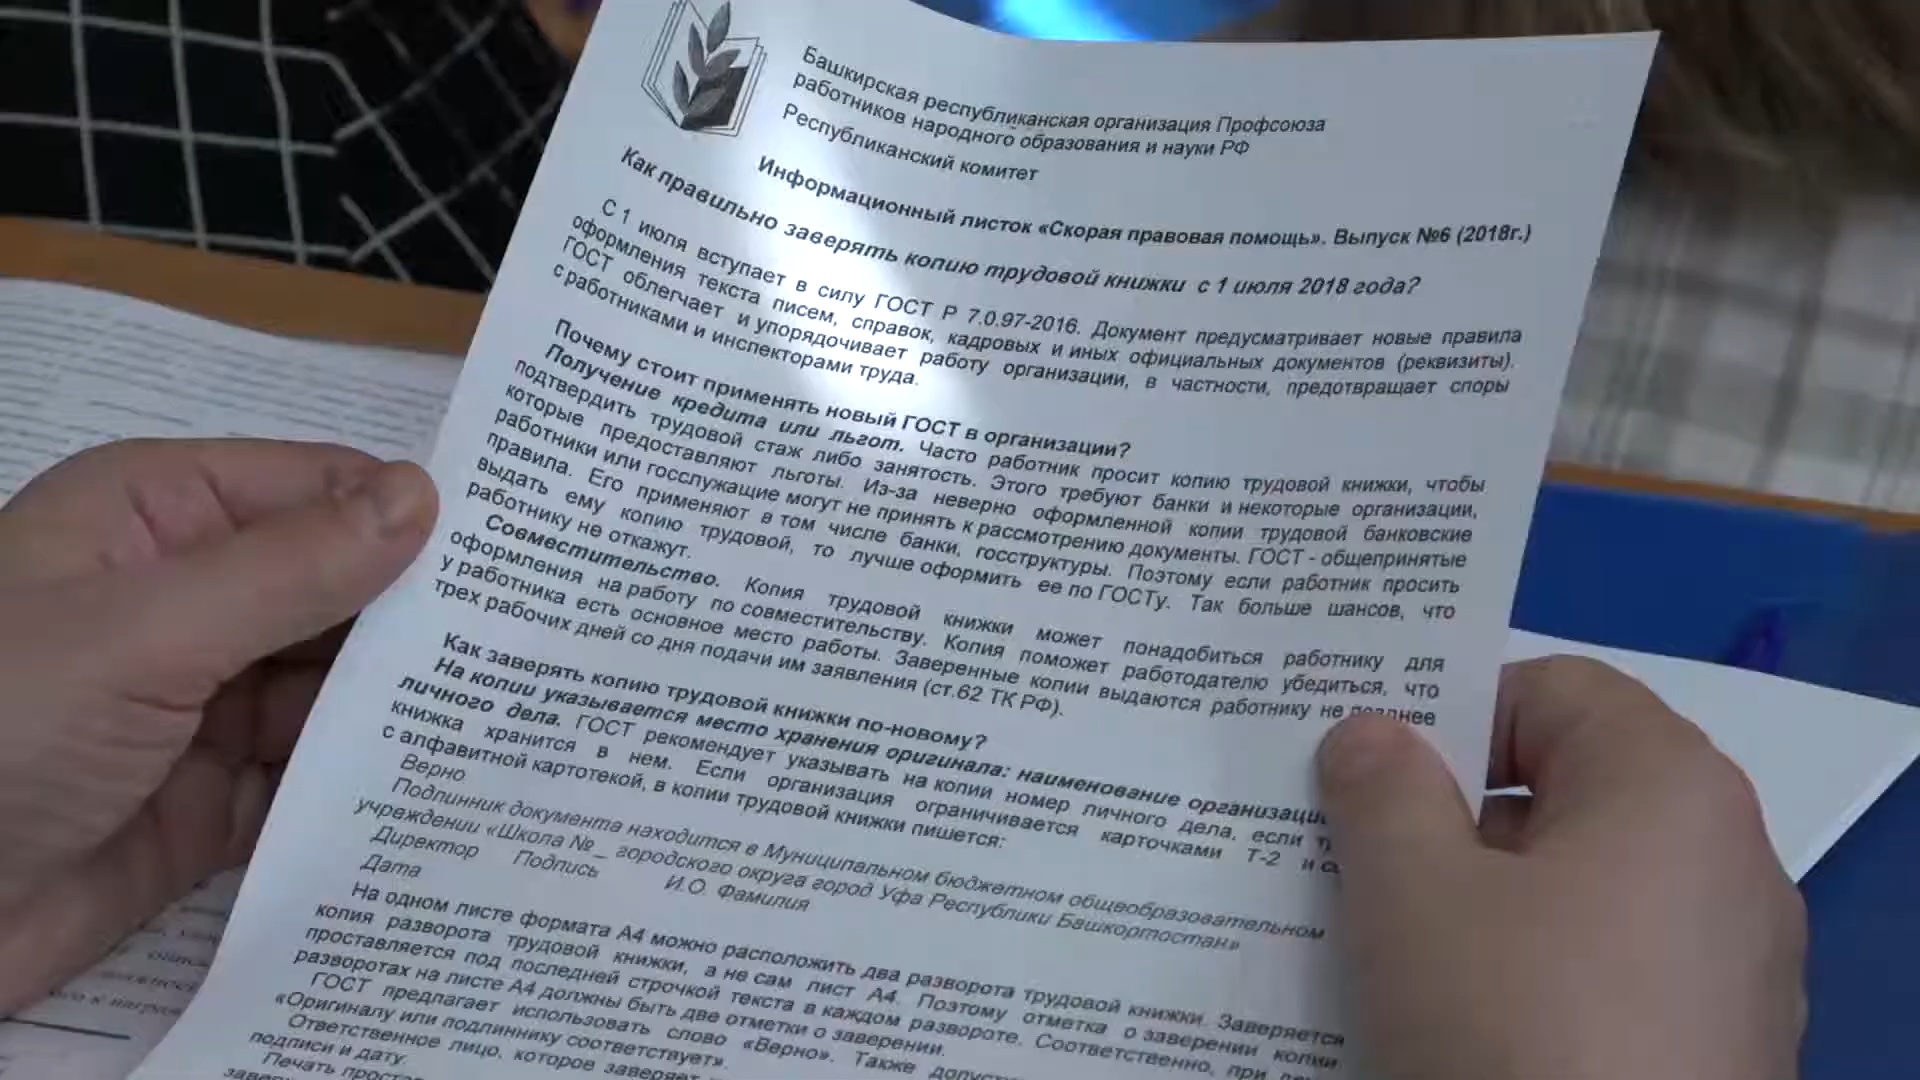 Башкирская республиканская организация Профсоюза
работников народного образования и науки РФ
Республиканский комитет
Информационный листок «Скорая правовая помощь». Выпуск №6 (2018г.)
Как правильно заверять копию трудовой книжки с 1 июля 2018 года?
С 1 июля вступает в силу ГОСТ Р 7.0.97-2016. Документ предусматривает новые правила
оформления текста писем, справок, кадровых и иных официальных документов (реквизиты).
ГОСТ облегчает и упорядочивает работу организации, в частности, предотвращает споры
с работниками и инспекторами труда.
Почему стоит применять новый ГОСТ в организации?
Получение кредита или льгот. Часто работник просит копию трудовой книжки, чтобы
подтвердить трудовой стаж либо занятость. Этого требуют банки и некоторые организации,
которые предоставляют льготы. Из-за неверно оформленной копии трудовой банковские
работники или госслужащие могут не принять к рассмотрению документы. ГОСТ - общепринятые
правила. Его применяют в том числе банки, госструктуры. Поэтому если работник просить
выдать ему копию трудовой, то лучше оформить ее по ГОСТу. Так больше шансов, что
работнику не откажут.
Совместительство. Копия трудовой книжки может понадобиться работнику для
оформления на работу по совместительству. Копия поможет работодателю убедиться, что
у работника есть основное место работы. Заверенные копии выдаются работнику не позднее
трех рабочих дней со дня подачи им заявления (ст.62 ТК РФ).
Как заверять копию трудовой книжки по-новому?
На копии указывается место хранения оригинала: наименование организации
личного дела. ГОСТ рекомендует указывать на копии номер личного дела, если
книжка хранится в нем. Если организация ограничивается карточками Т-2 и
с алфавитной картотекой, в копии трудовой книжки пишется:
Верно
Подлинник документа находится в Муниципальном бюджетном общеобразовательном
учреждении «Школа №_ городского округа город Уфа Республики Башкортостан»
Директор Подпись И.О. Фамилия
Дата
На одном листе формата А4 можно расположить два разворота трудовой книжки. Заверяется
копия разворота трудовой книжки, а не сам лист А4. Поэтому отметка о заверении копии
проставляется под последней строчкой текста в каждом развороте. Соответственно, при
разворотах на листе А4 должны быть две отметки о заверении.
ГОСТ предлагает использовать слово «Верно». Также
«Оригиналу или подлиннику соответствует».
Ответственное лицо, которое заверяет
подписи и дату.
Печать